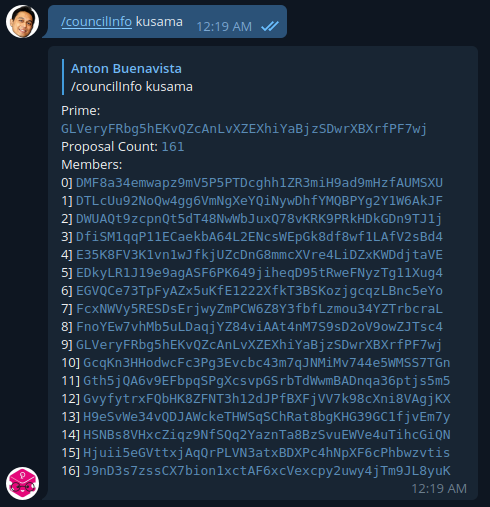 /councilInfo kusama
12:19 AM
Anton Buenavista
/councilInfo kusama
Prime:
GLVeryFRbg5hEKvQZcAnLvXZEXhiYaBjzSDwrXBXrfPF7wj
Proposal Count: 161
Members:
0] DMF8a34emwapz9mV5P5PTDcghh1ZR3miH9ad9mHzfAUMSXU
1] DTLcUu92NoQw4gg6VmNgXeYQiNywDhfYMQBPYg2Y1W6AkJF
2] DWUAQt9zcpnQt5dT48NwWbJuxQ78vKRK9PRkHDkGDn9TJ1j
3] DfiSM1qqP11ECaekbA64L2ENcsWEpGk8df8wf1LAfV2sBd4
4] E35K8FV3K1vn1wJfkjUZcDnG8mmcXVre4LiDZxKWDdjtaVE
5] EDkyLR1J19e9agASF6PK649jiheqD95tRweFNyzTg11Xug4
6] EGVQCe73TpFyAZx5uKfE1222XfkT3BSKozjgcqzLBnc5eYo
7] FcxNWVy5RESDsErjwyZmPCW6Z8Y3fbfLzmou34YZTrbcraL
8] FnoYEw7vhMb5uLDaqjYZ84viAAt4nM7S9sD2oV9owZJTsc4
9] GLVeryFRbg5hEKvQZcAnLvXZEXhiYaBjzSDwrXBXrfPF7wj
10] GcqKn3HHodwcFc3Pg3Evcbc43m7qJNMiMv744e5WMSS7TGn
11] Gth5jQA6v9EFbpqSPgXcsvpGSrbTdWwmBADnqa36ptjs5m5
12] GvyfytrxFQbHK8ZFNT3h12dJPfBXFjVV7k98cXni8VAgjKX
13] H9eSvWe34vQDJAWckeTHWSqSChRat8bgKHG39GC1fjvEm7y
14] HSNBs8VHxcZiqz9NfSQq2YaznTa8BzSvuEWVe4uTihcGiQN
15] Hjuii5eGVttxjAqQrPLVN3atxBDXPc4hNpXF6cPhbwzvtis
16] J9nD3s7zssCX7bion1xctAF6xcVexcpy2uwy4jTm9JL8yuK
12:19 AM